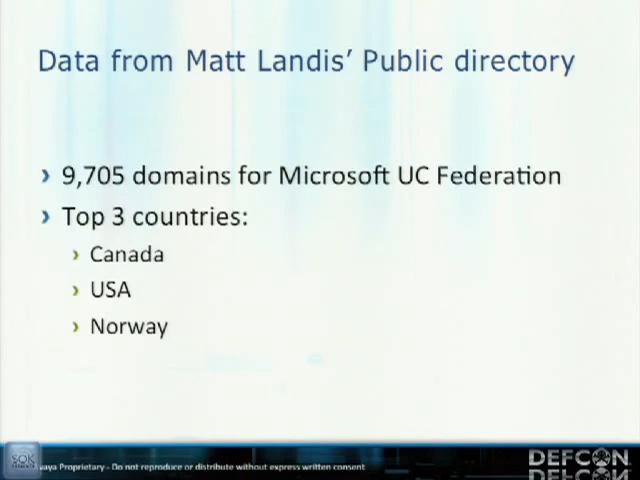 Data from Matt Landis' Public directory
9,705 domains for Microsoft UC Federation
Top 3 countries:
Canada
USA
Norway
SOK
vaya Proprietary - Do not reproduce or distribute without express written consent
DEFCON